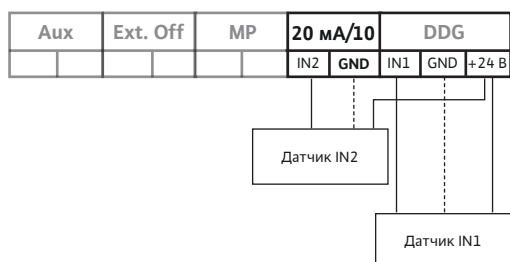 Aux Ext. Off MP 20 мА/10 DDG
IN2 GND IN1 GND +24 В
Датчик IN2
Датчик IN1